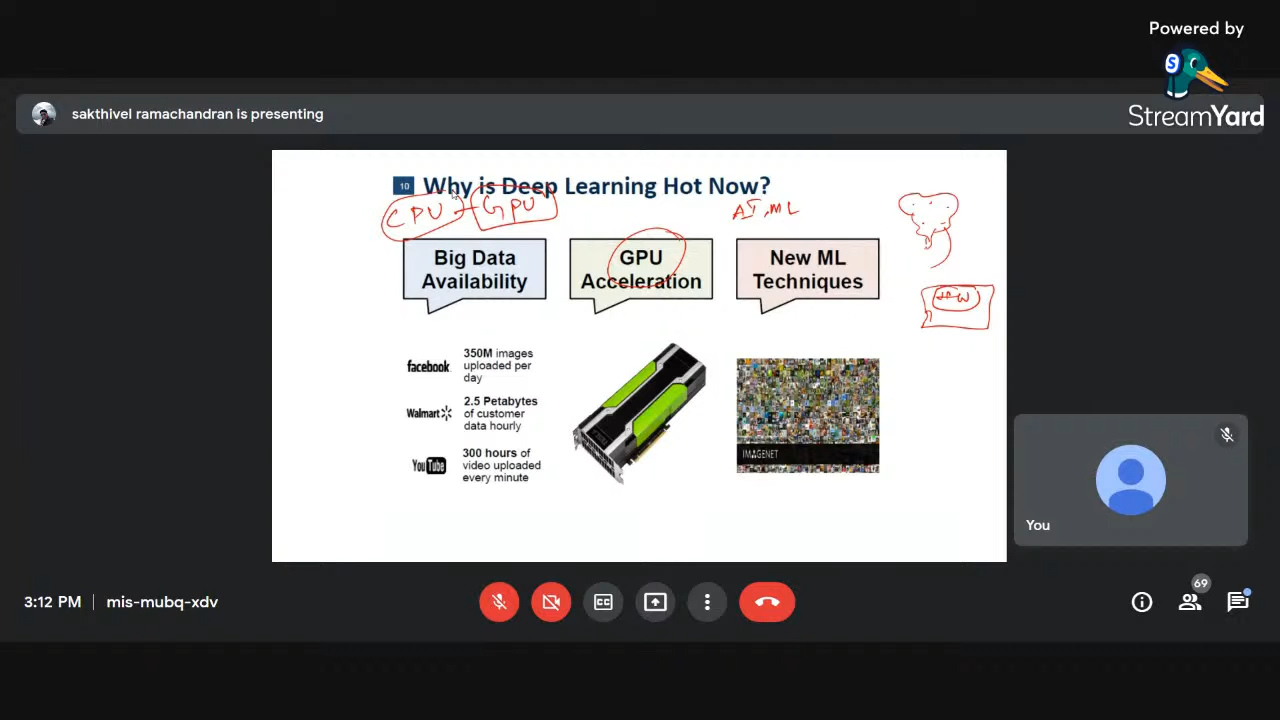 Powered by
S
StreamYard
sakthivel ramachandran is presenting
10 Why is Deep Learning Hot Now?
CPU + GPU
AI, ML
Big Data
Availability
GPU
Acceleration
New ML
Techniques
facebook.
350M images
uploaded per
day
Walmart
2.5 Petabytes
of customer
data hourly
YouTube
300 hours of
video uploaded
every minute
IMAGENET
You
3:12 PM | mis-mubq-xdv
CC
69